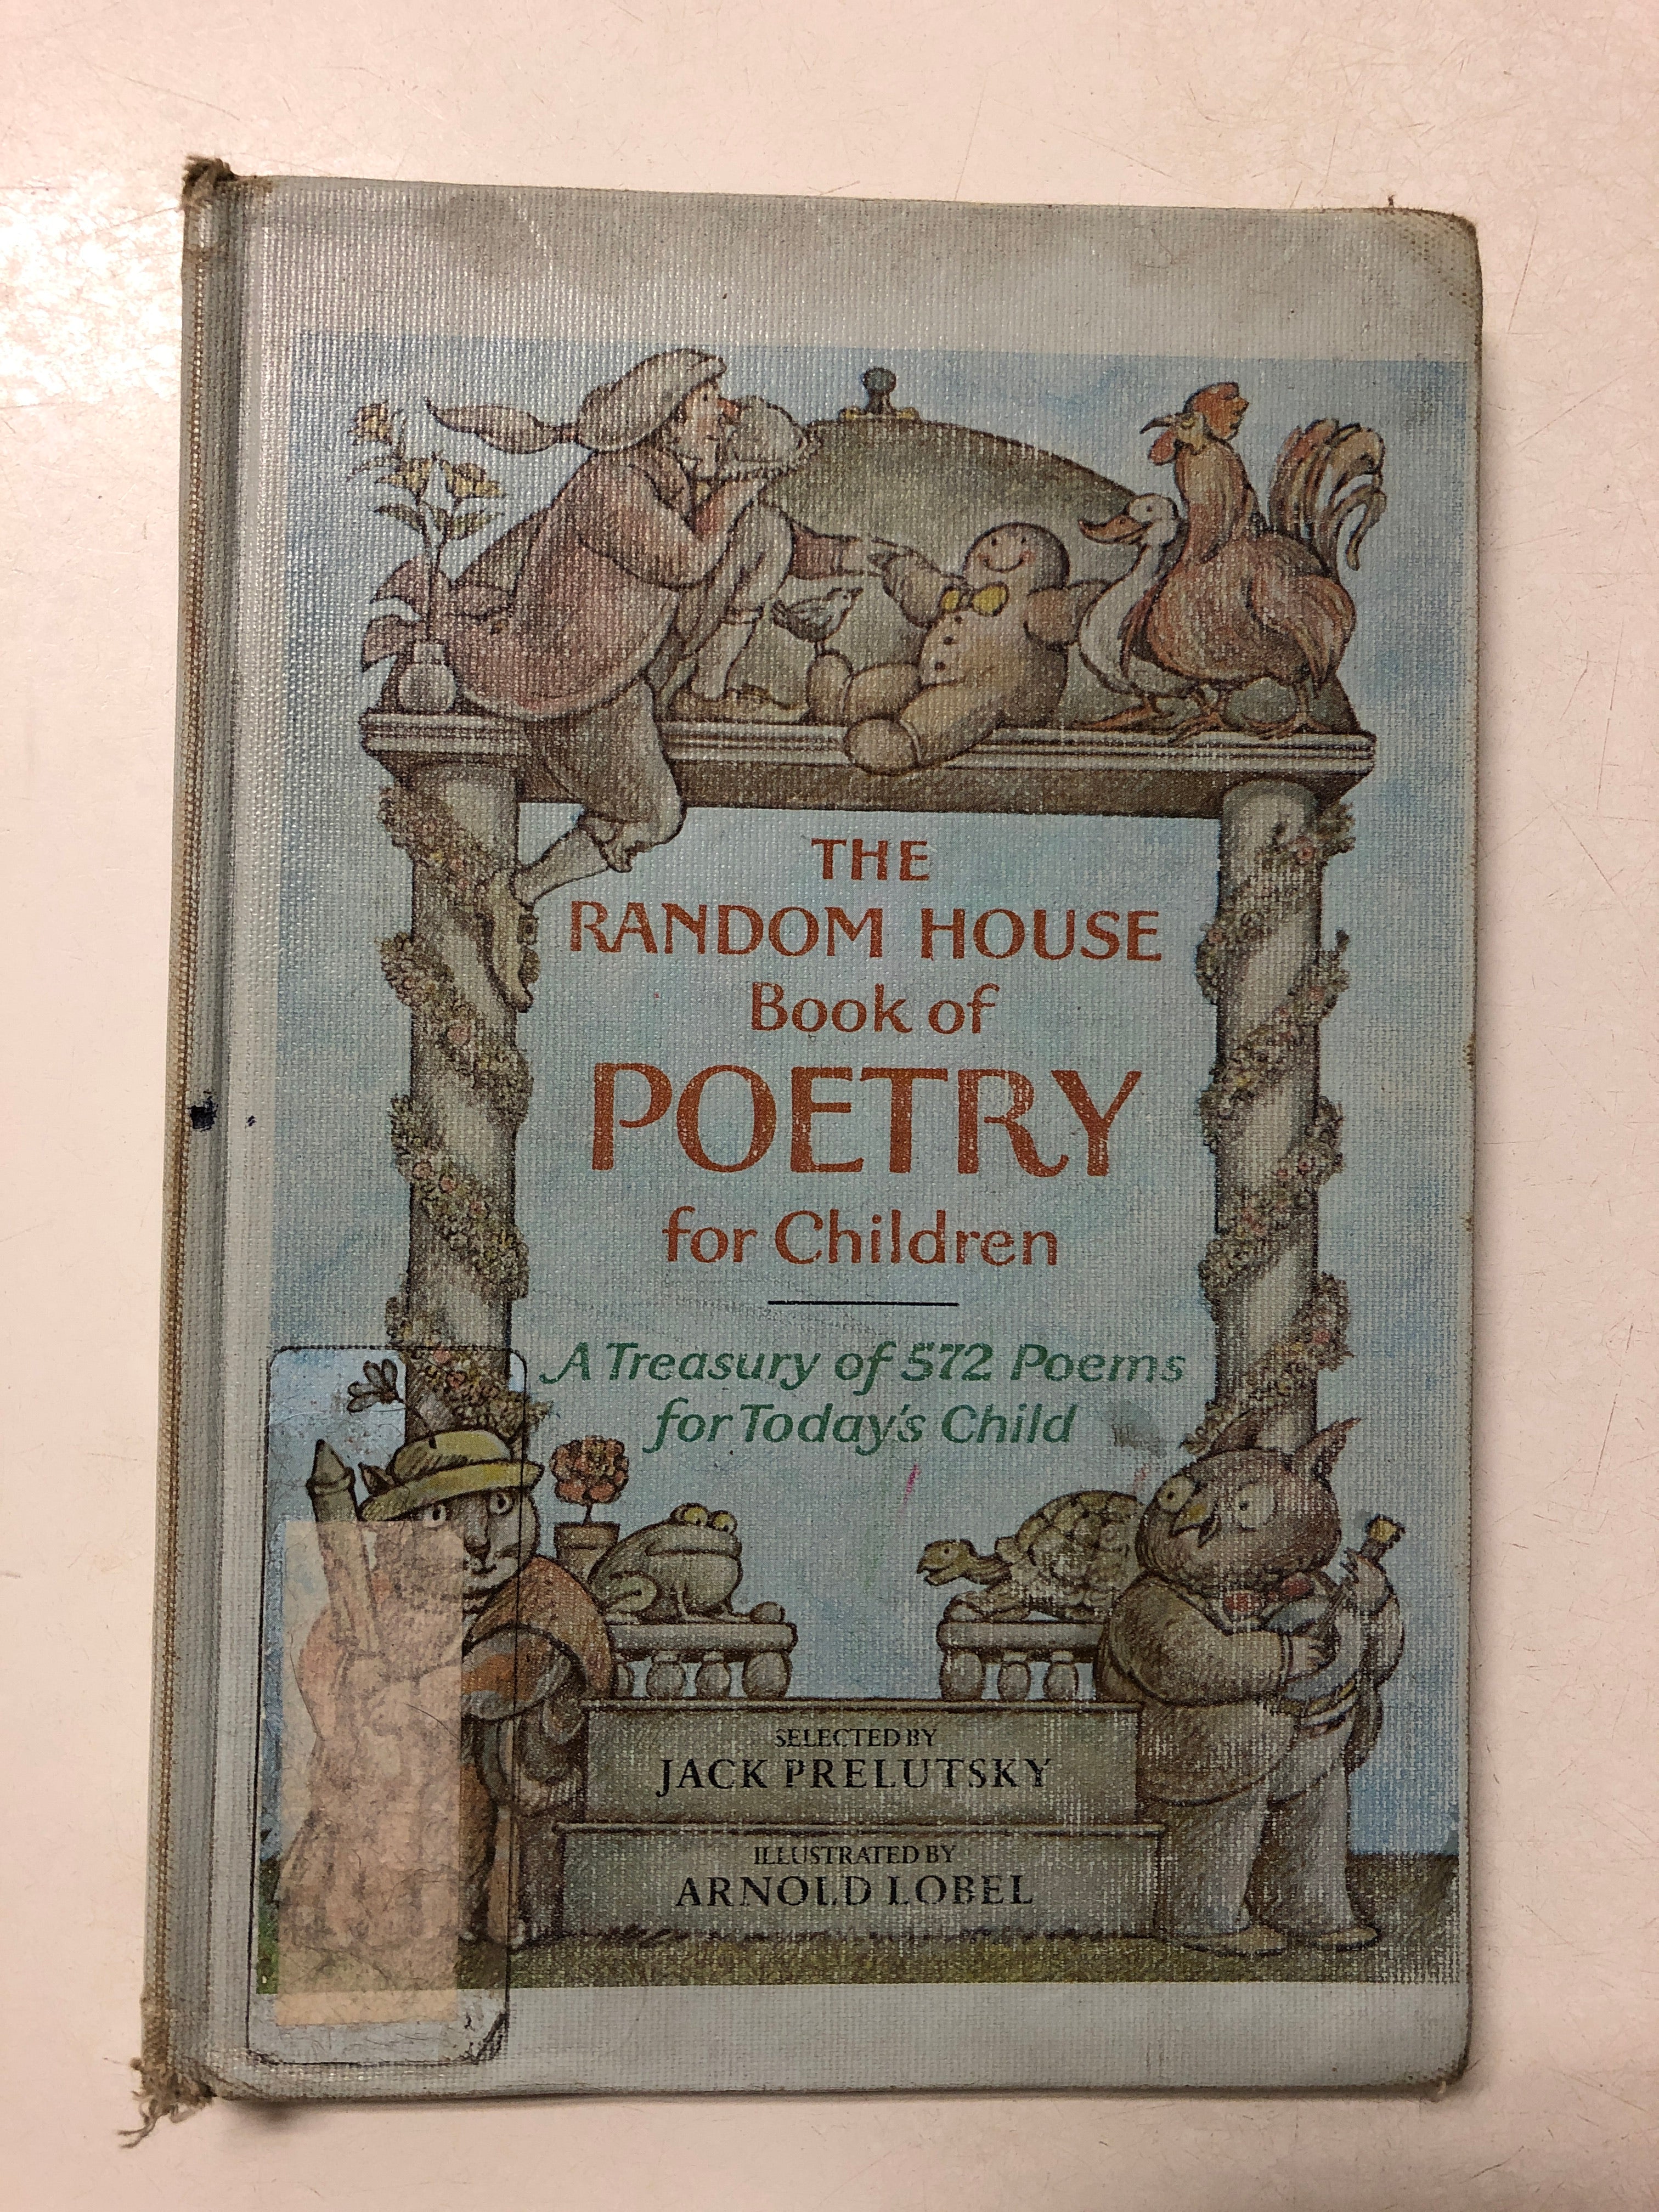 THE
RANDOM HOUSE
Book of
POETRY
for Children
A Treasury of 572 Poems
for Today's Child
SELECTED BY
JACK PRELUTSKY
ILLUSTRATED BY
ARNOLD LOBEL